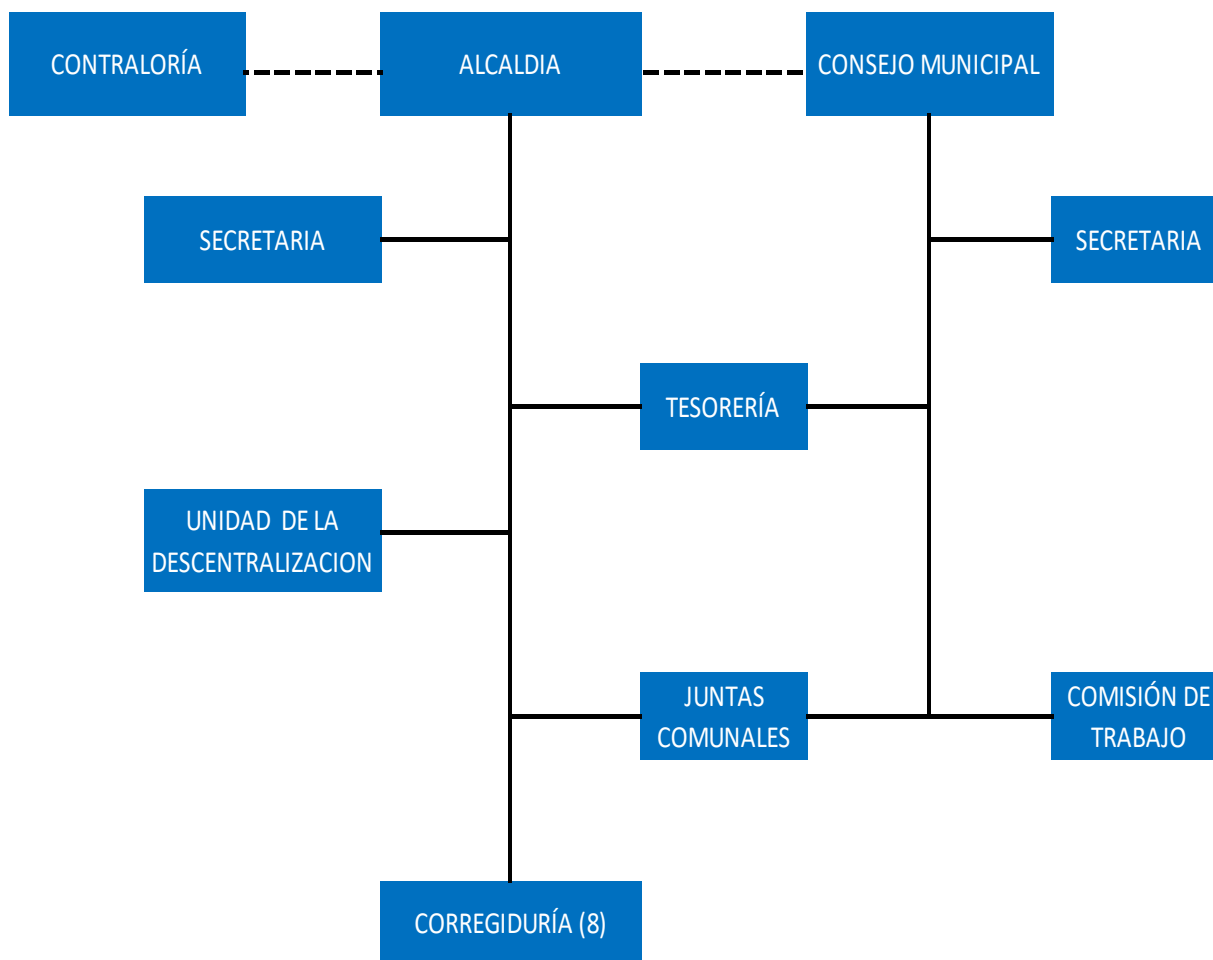 CONTRALORÍA
ALCALDIA
CONSEJO MUNICIPAL
SECRETARIA
SECRETARIA
TESORERÍA
UNIDAD DE LA
DESCENTRALIZACION
JUNTAS
COMUNALES
COMISIÓN DE
TRABAJO
CORREGIDURÍA (8)